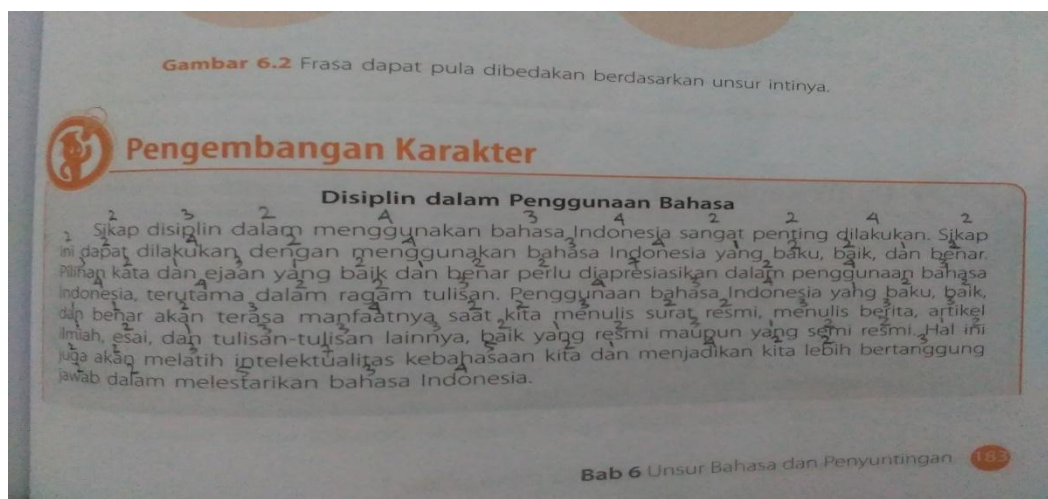 Gambar 6.2 Frasa dapat pula dibedakan berdasarkan unsur intinya.
Pengembangan Karakter
Disiplin dalam Penggunaan Bahasa
Sikap disiplin dalam menggunakan bahasa Indonesia sangat penting dilakukan. Sikap
ini dapat dilakukan dengan menggunakan bahasa Indonesia yang baku, baik, dan benar.
Pilihan kata dan ejaan yang baik dan benar perlu diapresiasikan dalam penggunaan bahasa
Indonesia, terutama dalam ragam tulisan. Penggunaan bahasa Indonesia yang baku, baik,
dan benar akan terasa manfaatnya saat kita menulis surat resmi, menulis berita, artikel
ilmiah, esai, dan tulisan-tulisan lainnya, baik yang resmi maupun yang semi resmi. Hal ini
juga akan melatih intelektualitas kebahasaan kita dan menjadikan kita lebih bertanggung
jawab dalam melestarikan bahasa Indonesia.
Bab 6 Unsur Bahasa dan Penyuntingan 183